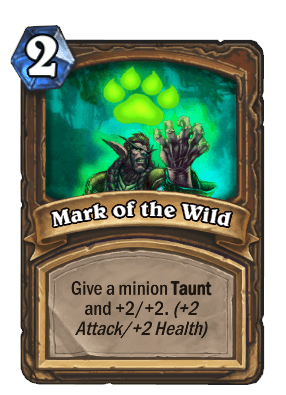 2
Mark of the Wild
Give a minion Taunt
and +2/+2. (+2
Attack/+2 Health)